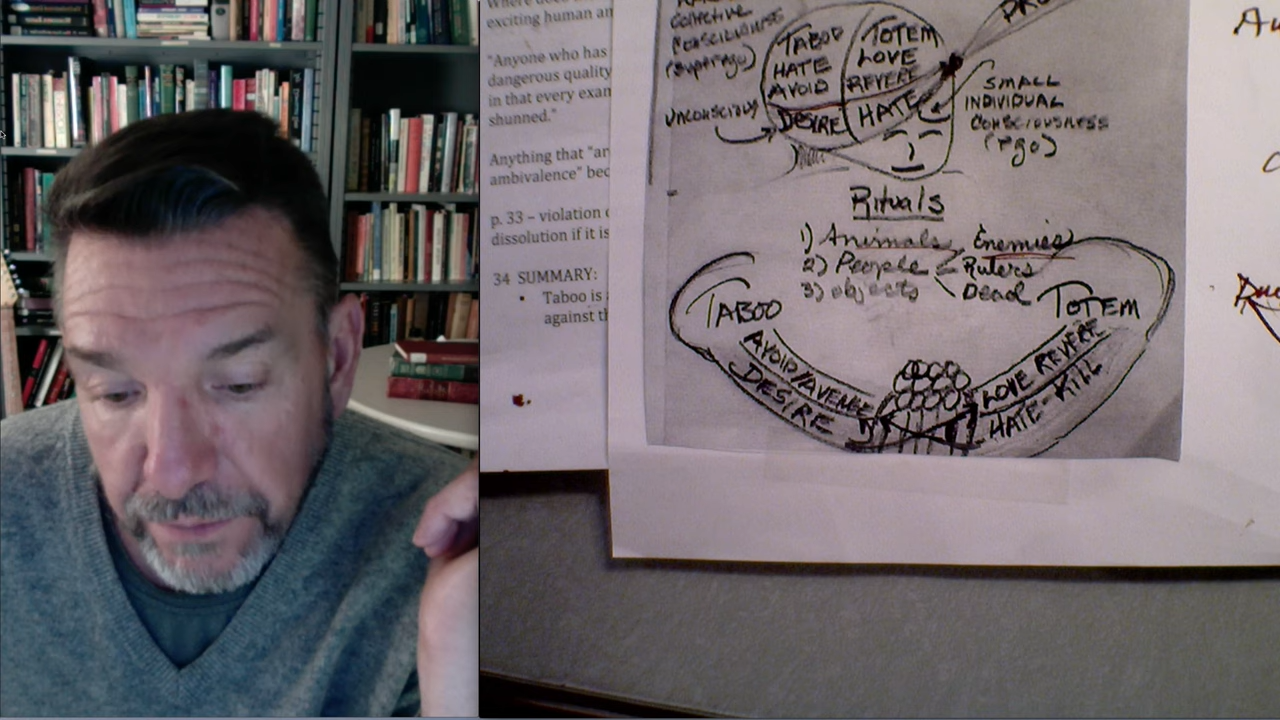 exciting human an
"Anyone who has
dangerous quality
in that every exam
shunned."
Anything that "ar
ambivalence" bec
p. 33 – violation o
dissolution if it is
34 SUMMARY:
▪ Taboo is a
against th
Collective
Consciousness
(superego)
unconscious
TABOO
HATE
AVOID
DESIRE
TOTEM
LOVE
REVERE
HATE
PRO
SMALL
INDIVIDUAL
CONSCIOUSNESS
(ego)
Rituals
1) Animals
2) People
3) objects
Enemies
Rulers
Dead
TABOO
AVOID/AVENGE
DESIRE
TOTEM
LOVE REVERE
HATE - Kill